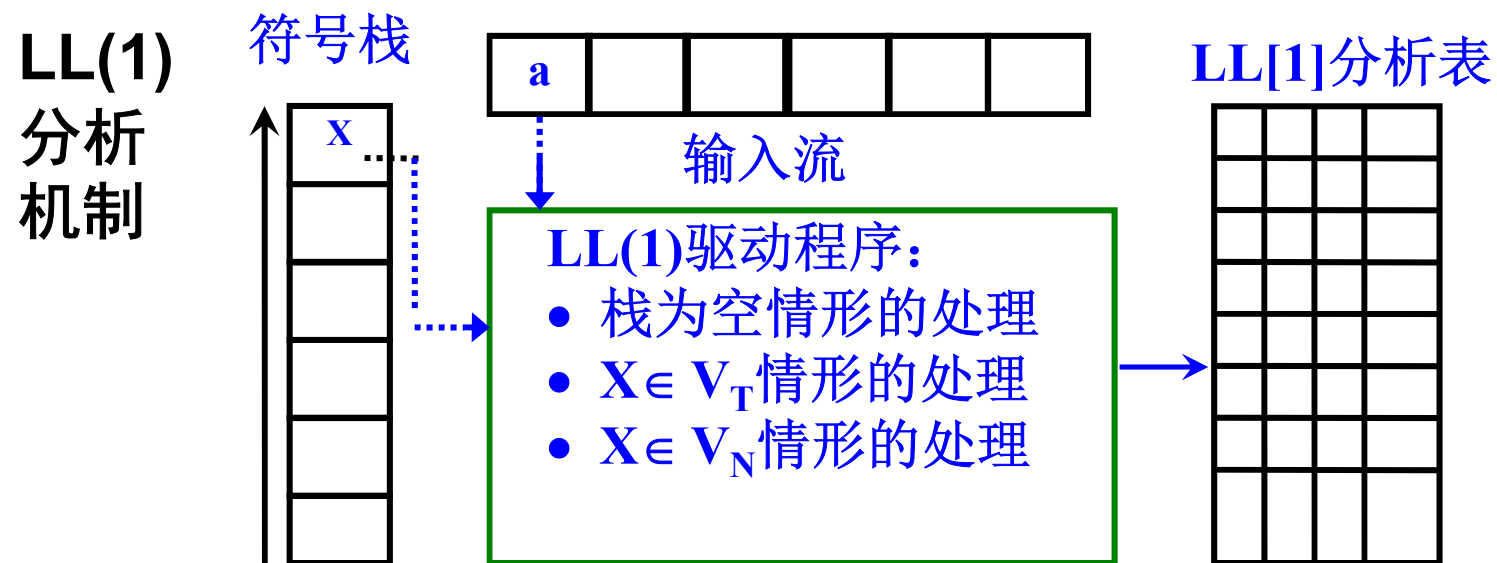 LL(1)
分析
机制
符号栈
X
a
输入流
LL(1)驱动程序：
● 栈为空情形的处理
● X∈ VT情形的处理
● X∈ VN情形的处理
LL[1]分析表